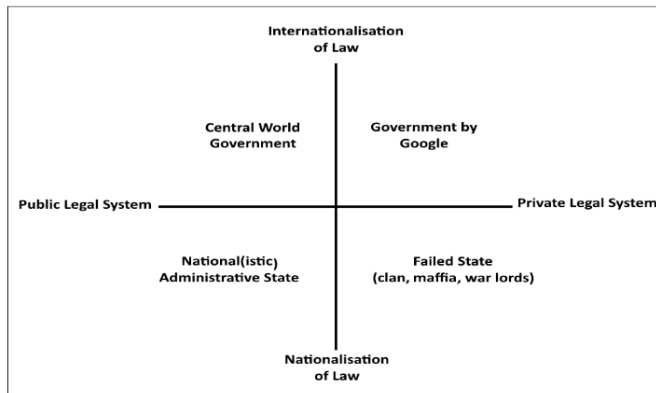 Internationalisation
of Law
Central World
Government
Government by
Google
Public Legal System
Private Legal System
National(istic)
Administrative State
Failed State
(clan, maffia, war lords)
Nationalisation
of Law